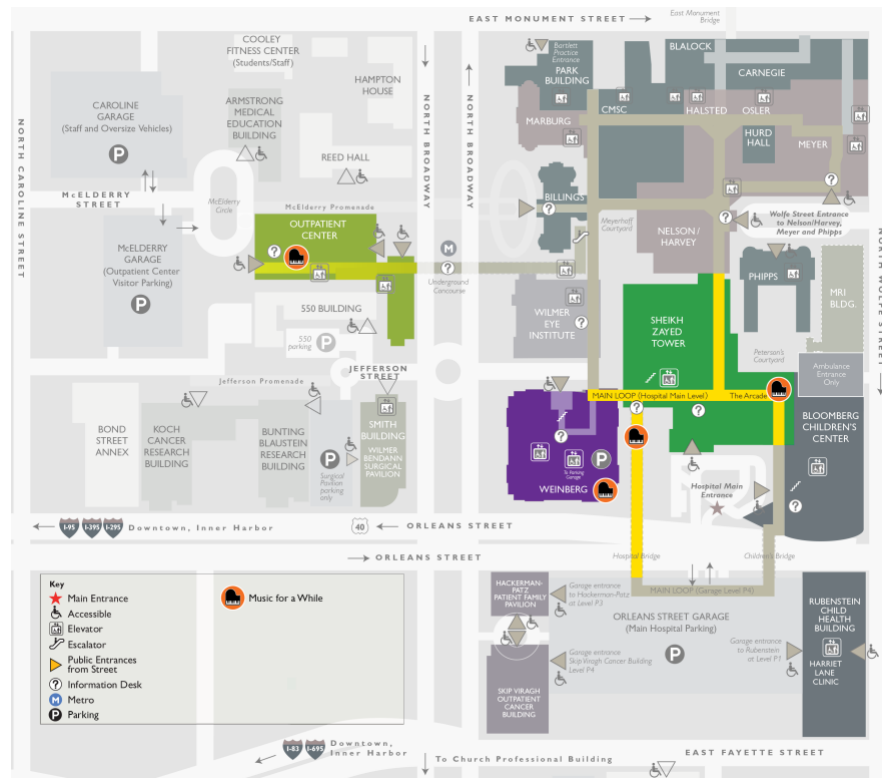 EAST MONUMENT STREET
East Monument
Bridge
COOLEY
FITNESS CENTER
(Students/Staff)
HAMPTON
HOUSE
CAROLINE
GARAGE
(Staff and Oversize Vehicles)
P
ARMSTRONG
MEDICAL
EDUCATION
BUILDING
REED HALL
NORTH CAROLINE STREET
NORTH BROADWAY
NORTH BROADWAY
Bartlett
Practice
Entrance
PARK
BUILDING
BLALOCK
CARNEGIE
CMSC
HALSTED
OSLER
MARBURG
HURD
HALL
MEYER
McELDERRY
STREET
McElderry
Circle
McElderry Promenade
BILLINGS
Meyerhoff
Courtyard
Wolfe Street Entrance
to Nelson/Harvey,
Meyer and Phipps
OUTPATIENT
CENTER
NELSON /
HARVEY
NORTH WOLFE STREET
McELDERRY
GARAGE
(Outpatient Center
Visitor Parking)
P
M
?
Underground
Concourse
PHIPPS
MRI
BLDG.
550 BUILDING
550
parking
P
WILMER
EYE
INSTITUTE
SHEIKH
ZAYED
TOWER
Peterson's
Courtyard
JEFFERSON
STREET
Jefferson Promenade
Ambulance
Entrance
Only
MAIN LOOP (Hospital Main Level)
The Arcade
BOND
STREET
ANNEX
KOCH
CANCER
RESEARCH
BUILDING
BUNTING
BLAUSTEIN
RESEARCH
BUILDING
SMITH
BUILDING
WILMER
BENDANN
SURGICAL
PAVILION
P
Surgical
Pavilion
parking
only
To Parking
Garage
P
WEINBERG
BLOOMBERG
CHILDREN'S
CENTER
Hospital Main
Entrance
I-95 I-395 I-295 Downtown, Inner Harbor
40 ORLEANS STREET
ORLEANS STREET
Hospital Bridge
Children's Bridge
Key
Main Entrance
Accessible
Elevator
Escalator
Public Entrances
from Street
? Information Desk
M Metro
P Parking
Music for a While
HACKERMAN-
PATZ
PATIENT FAMILY
PAVILION
Garage entrance
to Hackerman-Patz
at Level P3
MAIN LOOP (Garage Level P4)
ORLEANS STREET GARAGE
(Main Hospital Parking)
P
RUBENSTEIN
CHILD
HEALTH
BUILDING
HARRIET
LANE
CLINIC
Garage entrance
to Rubenstein
at Level P1
Garage entrance
Skip Viragh Cancer Building
Level P4
SKIP VIRAGH
OUTPATIENT
CANCER
BUILDING
I-83 I-695 Downtown,
Inner Harbor
To Church Professional Building
EAST FAYETTE STREET